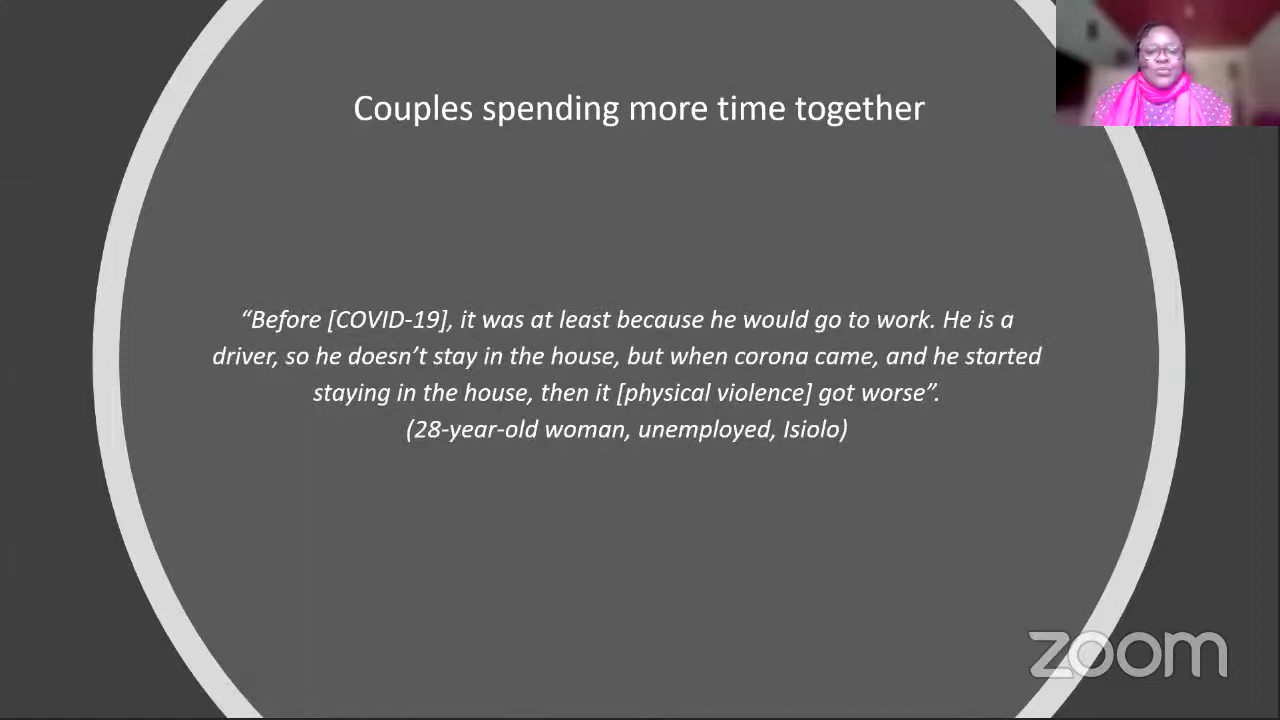 Couples spending more time together
“Before [COVID-19], it was at least because he would go to work. He is a
driver, so he doesn’t stay in the house, but when corona came, and he started
staying in the house, then it [physical violence] got worse”.
(28-year-old woman, unemployed, Isiolo)
zoom